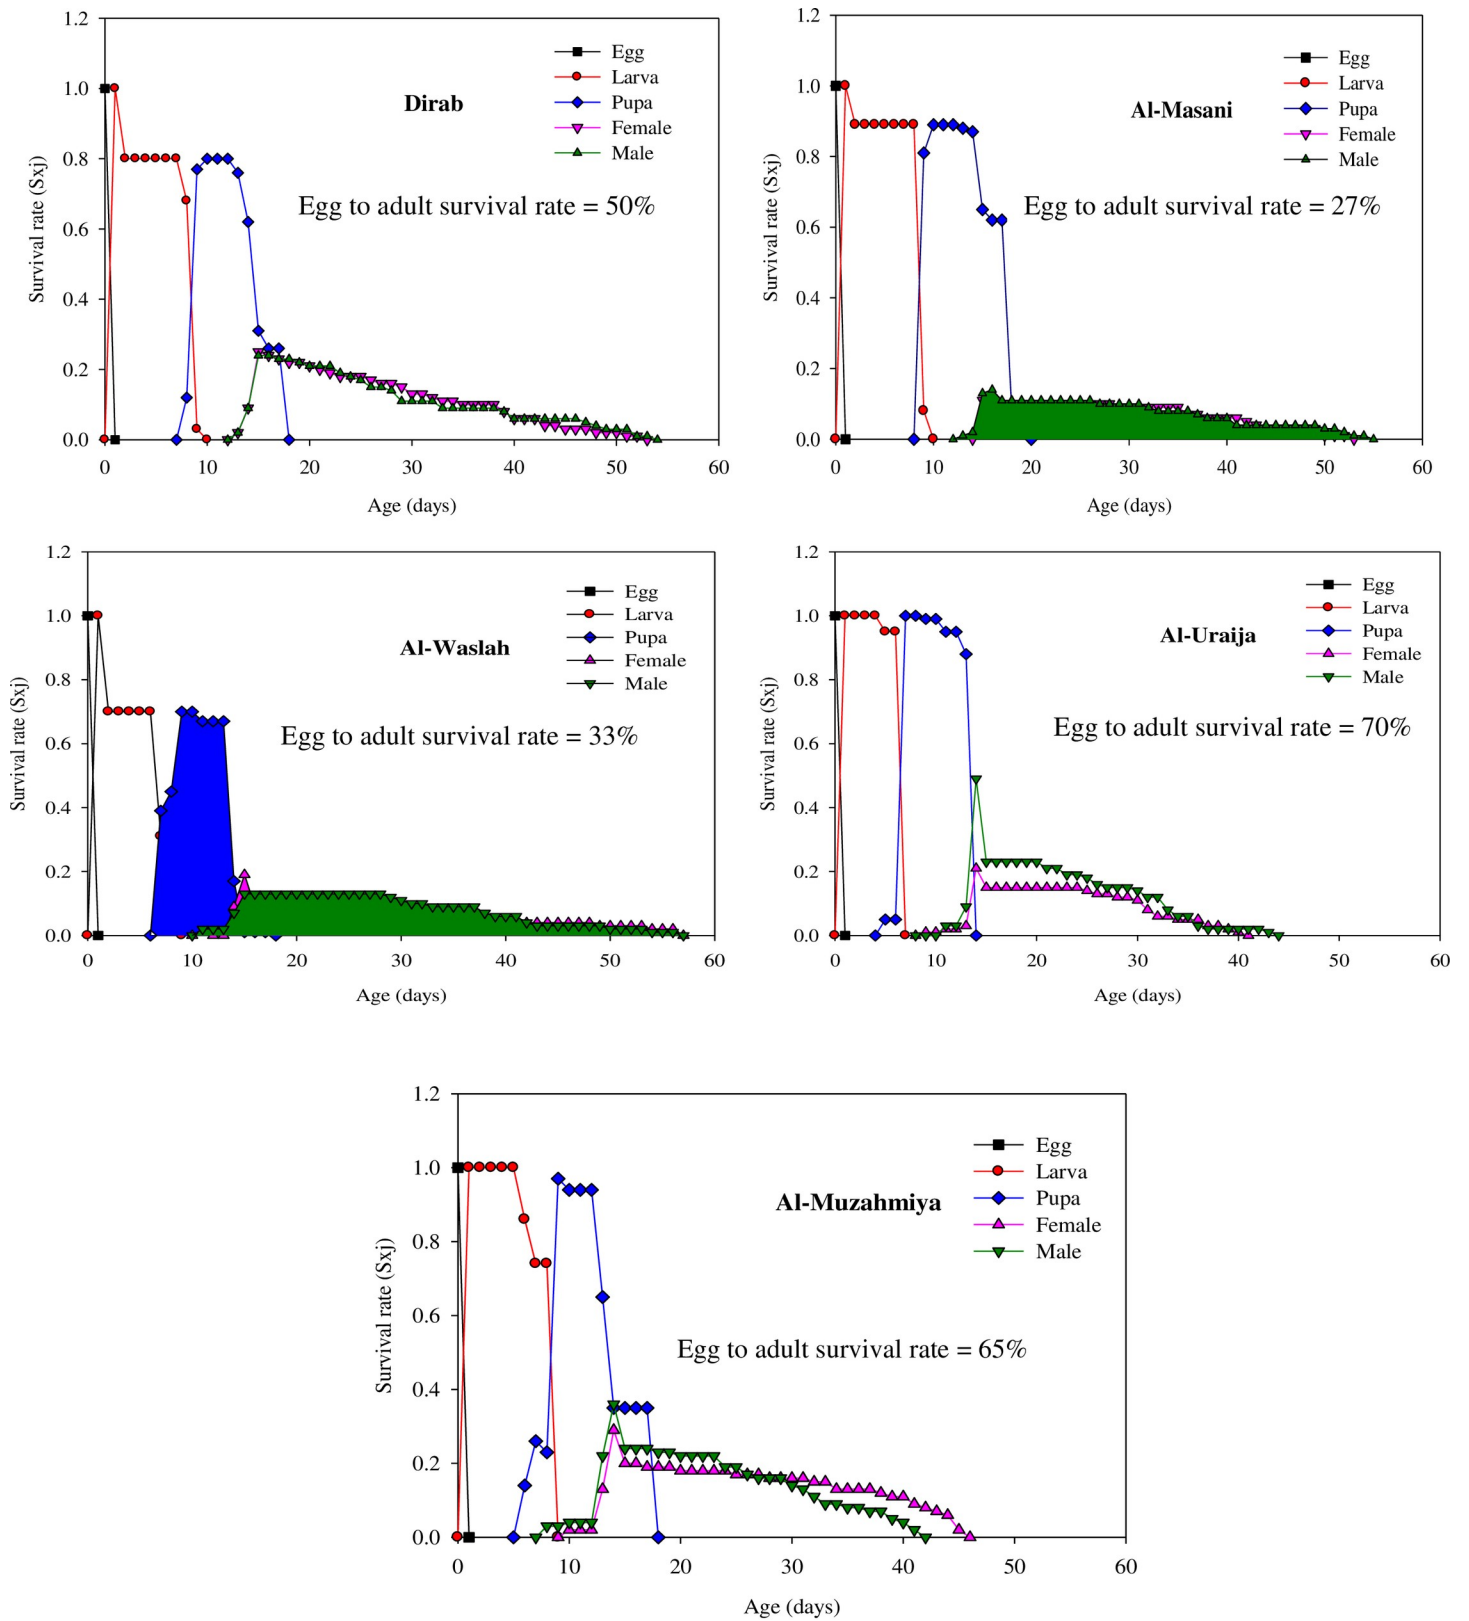 1.2
1.0
0.8
0.6
0.4
0.2
0.0
0 10 20 30 40 50 60
Survival rate (Sxj)
Age (days)
Dirab
Egg
Larva
Pupa
Female
Male
Egg to adult survival rate = 50%
1.2
1.0
0.8
0.6
0.4
0.2
0.0
0 10 20 30 40 50 60
Survival rate (Sxj)
Age (days)
Al-Masani
Egg
Larva
Pupa
Female
Male
Egg to adult survival rate = 27%
1.2
1.0
0.8
0.6
0.4
0.2
0.0
0 10 20 30 40 50 60
Survival rate (Sxj)
Age (days)
Al-Waslah
Egg
Larva
Pupa
Female
Male
Egg to adult survival rate = 33%
1.2
1.0
0.8
0.6
0.4
0.2
0.0
0 10 20 30 40 50 60
Survival rate (Sxj)
Age (days)
Al-Uraija
Egg
Larva
Pupa
Female
Male
Egg to adult survival rate = 70%
1.2
1.0
0.8
0.6
0.4
0.2
0.0
0 10 20 30 40 50 60
Survival rate (Sxj)
Age (days)
Al-Muzahmiya
Egg
Larva
Pupa
Female
Male
Egg to adult survival rate = 65%